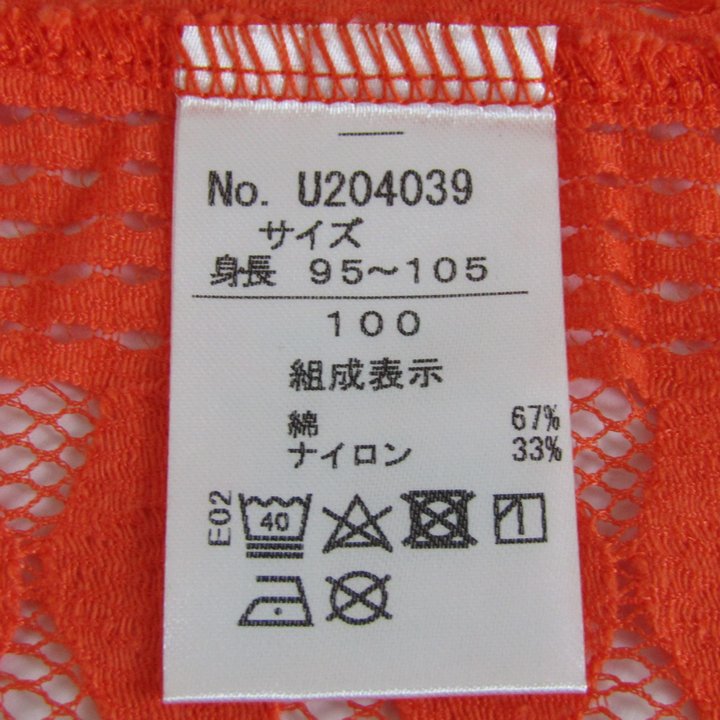 No. U204039
サイズ
身長 95~105
100
組成表示
綿 67%
ナイロン 33%
E02 40